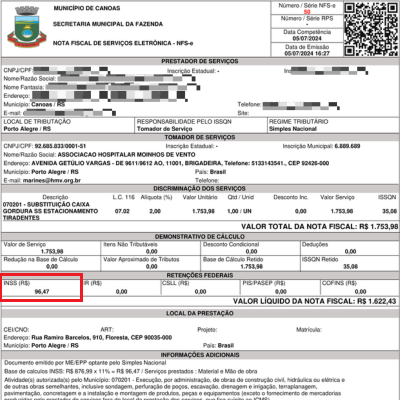 MUNICÍPIO DE CANOAS
SECRETARIA MUNICIPAL DA FAZENDA
NOTA FISCAL DE SERVIÇOS ELETRÔNICA - NFS-e
Número / Série NFS-e
50
Número / Série RPS
-
Data da Competência
05/07/2024
Data de Emissão
05/07/2024 16:27
PRESTADOR DE SERVIÇOS
CNPJ/CPF: Inscrição Estadual: - Ins
Nome/Razão Social:
Nome Fantasia:
Endereço:
Município: Canoas / RS
E-mail: Site:
LOCAL DE TRIBUTAÇÃO RESPONSABILIDADE PELO ISSQN REGIME TRIBUTÁRIO
Porto Alegre / RS Tomador de Serviço Simples Nacional
TOMADOR DE SERVIÇOS
CNPJ/CPF: 92.685.833/0001-51 Inscrição Estadual: - Inscrição Municipal: 6.889.689
Nome/Razão Social: ASSOCIACAO HOSPITALAR MOINHOS DE VENTO
Endereço: AVENIDA GETÚLIO VARGAS - DE 9611/9612 AO, 11001, BRIGADEIRA, Telefone: 5133143541, CEP 92426-000
Município: Porto Alegre / RS País: Brasil
E-mail: marines@hmv.org.br Telefone:
DISCRIMINAÇÃO DOS SERVIÇOS
Descrição L.C. 116 Alíquota (%) Valor Unitário Qtd / Unid Desconto Inc. Valor Serviço ISSQN
070201 - SUBSTITUIÇÃO CAIXA GORDURA SS ESTACIONAMENTO TIRADENTES 07.02 2,00 1.753,98 1,00 / UN 0,00 1.753,98 35,08
VALOR TOTAL DA NOTA FISCAL: R$ 1.753,98
DEMONSTRATIVO DE CÁLCULO
Valor de Serviço Itens Não Tributáveis Desconto Condicional Deduções
1.753,98 0,00 0,00 0,00
Redução na Base de Cálculo Valor Aproximado de Tributos Base de Cálculo ISSQN Retido
0,00 0,00 1.753,98 35,08
RETENÇÕES FEDERAIS
INSS (R$) IR (R$) CSLL (R$) PIS/PASEP (R$) COFINS (R$)
96,47 0,00 0,00 0,00 0,00
VALOR LÍQUIDO DA NOTA FISCAL: R$ 1.622,43
LOCAL DA PRESTAÇÃO
CEI/CNO: ART: Projeto: Matrícula:
Endereço: Rua Ramiro Barcelos, 910, Floresta, CEP 90035-000
Município: Porto Alegre / RS País: Brasil
INFORMAÇÕES ADICIONAIS
Documento emitido por ME/EPP optante pelo Simples Nacional
Base de calculos INSS: R$ 876,99 x 11% = R$ 96,47 / Serviços prestados : Material e Mão de obra
Atividade(s) autorizada(s) pelo Município: 070201 - Execução, por administração, de obras de construção civil, hidráulica ou elétrica e
de outras obras semelhantes, inclusive sondagem, perfuração de poços, escavação, drenagem e irrigação, terraplanagem,
pavimentação, concretagem e a instalação e montagem de produtos, peças e equipamentos (exceto o fornecimento de mercadorias